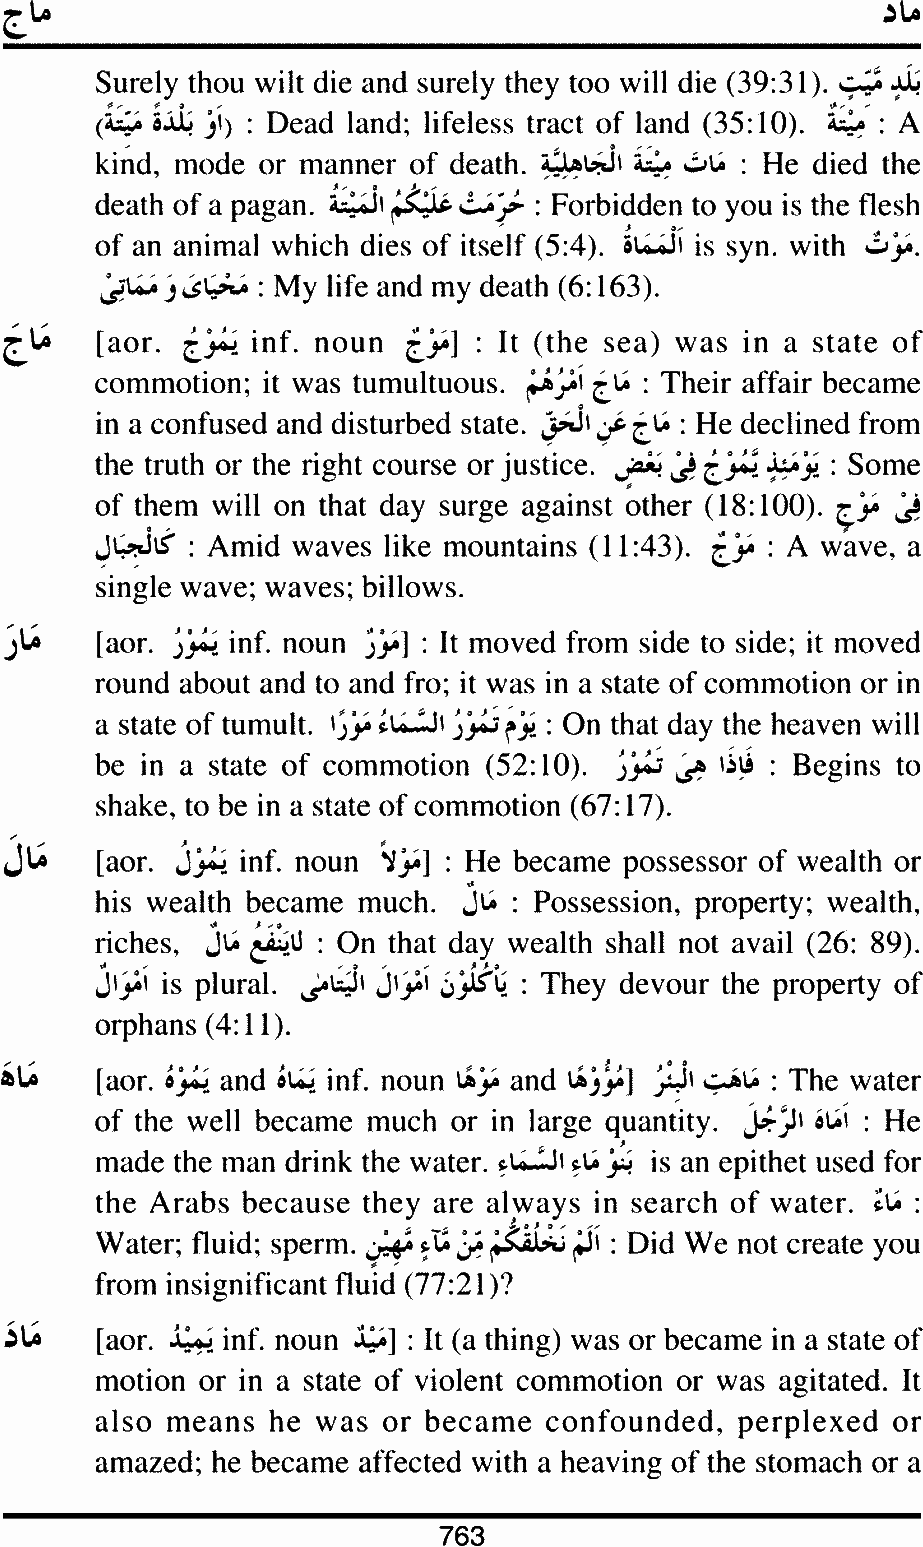 ماج ماد
Surely thou wilt die and surely they too will die (39:31). بَلَدٍ مَّيِّتٍ
(اَوْ بَلْدَةً مَيِّتَةً) : Dead land; lifeless tract of land (35:10). مِيْتَةٌ : A
kind, mode or manner of death. مَاتَ مِيْتَةَ الْجَاهِلِيَّةِ : He died the
death of a pagan. حُرِّمَتْ عَلَيْكُمُ الْمَيْتَةُ : Forbidden to you is the flesh
of an animal which dies of itself (5:4). اَلْمَمَاةُ is syn. with مَوْتٌ.
مَحْيَاىَ وَ مَمَاتِىْ : My life and my death (6:163).
مَاجَ [aor. يَمُوْجُ inf. noun مَوْجٌ] : It (the sea) was in a state of
commotion; it was tumultuous. مَاجَ اَمْرُهُمْ : Their affair became
in a confused and disturbed state. مَاجَ عَنِ الْحَقِّ : He declined from
the truth or the right course or justice. يَوْمَئِذٍ يَّمُوْجُ فِىْ بَعْضٍ : Some
of them will on that day surge against other (18:100). فِىْ مَوْجٍ
كَالْجِبَالِ : Amid waves like mountains (11:43). مَوْجٌ : A wave, a
single wave; waves; billows.
مَارَ [aor. يَمُوْرُ inf. noun مَوْرٌ] : It moved from side to side; it moved
round about and to and fro; it was in a state of commotion or in
a state of tumult. يَوْمَ تَمُوْرُ السَّمَاءُ مَوْرًا : On that day the heaven will
be in a state of commotion (52:10). فَاِذَا هِىَ تَمُوْرُ : Begins to
shake, to be in a state of commotion (67:17).
مَالَ [aor. يَمُوْلُ inf. noun مَوْلاً] : He became possessor of wealth or
his wealth became much. مَالٌ : Possession, property; wealth,
riches, لاَيَنْفَعُ مَالٌ : On that day wealth shall not avail (26: 89).
اَمْوَالٌ is plural. يَاْكُلُوْنَ اَمْوَالَ الْيَتَامٰى : They devour the property of
orphans (4:11).
مَاهَ [aor. يَمُوْهُ and يَمَاهُ inf. noun مَوْهًا and مُؤُوْهًا] مَاهَتِ الْبِئْرُ : The water
of the well became much or in large quantity. اَمَاهَ الرَّجُلَ : He
made the man drink the water. بَنُوْ مَاءِ السَّمَاءِ is an epithet used for
the Arabs because they are always in search of water. مَاءٌ :
Water; fluid; sperm. اَلَمْ نَخْلُقْكُمْ مِّنْ مَّآءٍ مَّهِيْنٍ : Did We not create you
from insignificant fluid (77:21)?
مَادَ [aor. يَمِيْدُ inf. noun مَيْدٌ] : It (a thing) was or became in a state of
motion or in a state of violent commotion or was agitated. It
also means he was or became confounded, perplexed or
amazed; he became affected with a heaving of the stomach or a
763